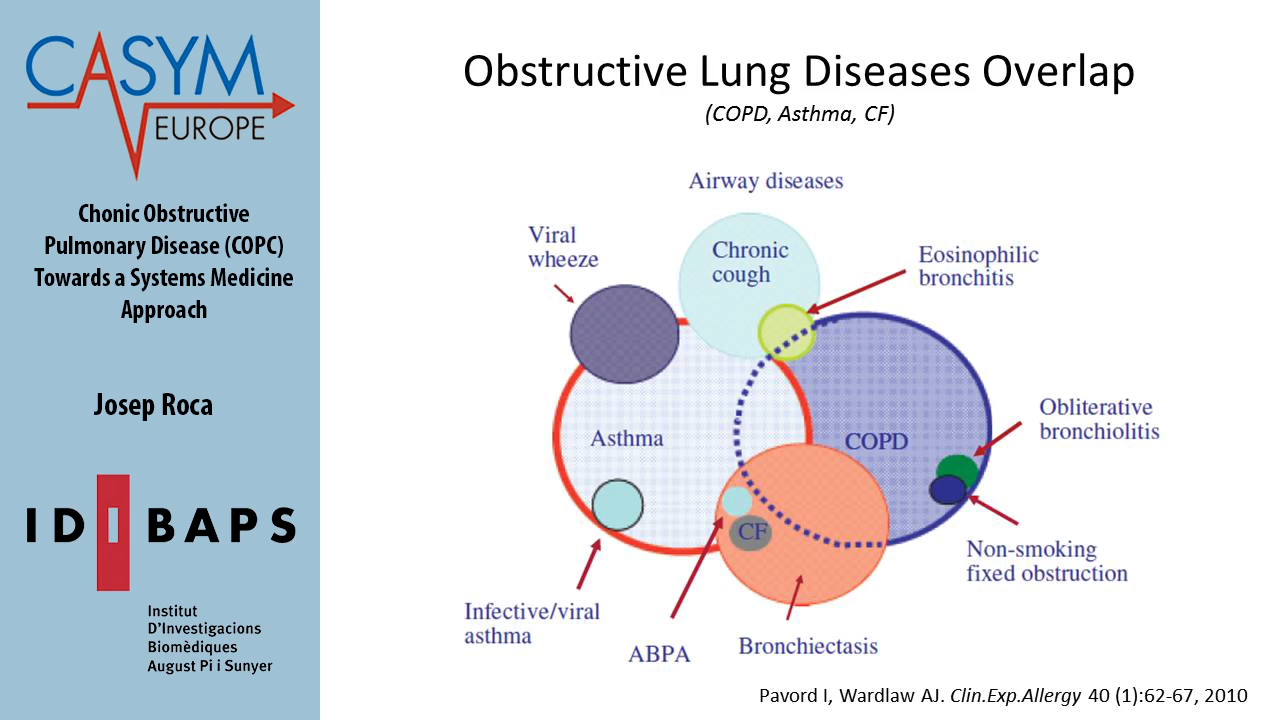 CASYM
EUROPE
Chonic Obstructive
Pulmonary Disease (COPC)
Towards a Systems Medicine
Approach
Josep Roca
IDIBAPS
Institut
D'Investigacions
Biomèdiques
August Pi i Sunyer
Obstructive Lung Diseases Overlap
(COPD, Asthma, CF)
Airway diseases
Viral
wheeze
Chronic
cough
Eosinophilic
bronchitis
Asthma
COPD
Obliterative
bronchiolitis
CF
Non-smoking
fixed obstruction
Infective/viral
asthma
ABPA
Bronchiectasis
Pavord I, Wardlaw AJ. Clin.Exp.Allergy 40 (1):62-67, 2010